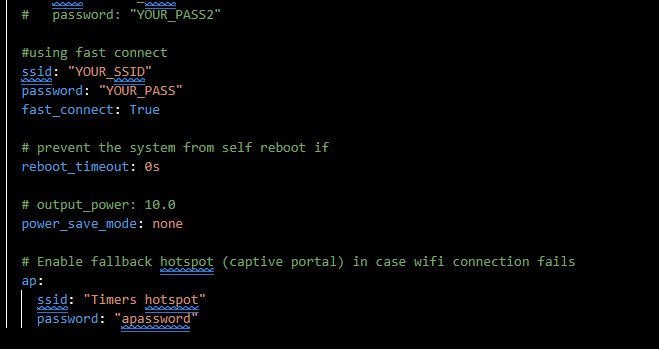 #   password: "YOUR_PASS2"
#using fast connect
ssid: "YOUR_SSID"
password: "YOUR_PASS"
fast_connect: True
# prevent the system from self reboot if
reboot_timeout: 0s
# output_power: 10.0
power_save_mode: none
# Enable fallback hotspot (captive portal) in case wifi connection fails
ap:
  ssid: "Timers hotspot"
  password: "apassword"